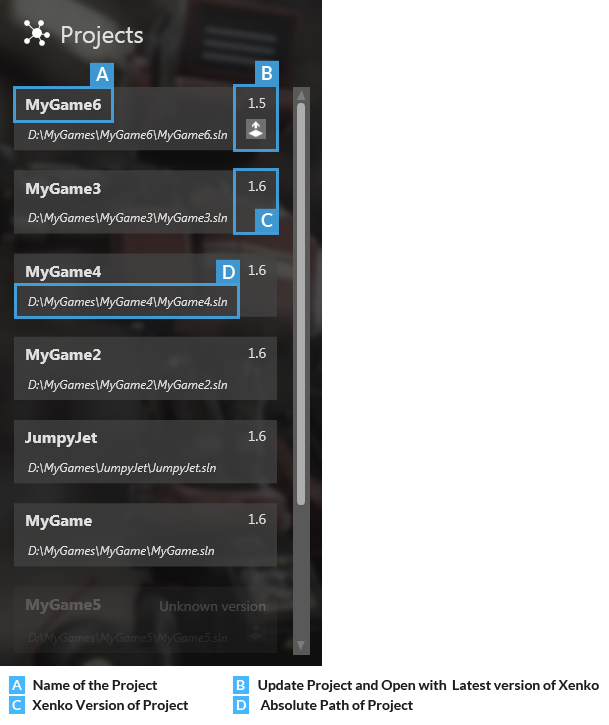 Projects
A
B
MyGame6
1.5
D:\MyGames\MyGame6\MyGame6.sln
MyGame3
1.6
D:\MyGames\MyGame3\MyGame3.sln
C
MyGame4
D
1.6
D:\MyGames\MyGame4\MyGame4.sln
MyGame2
1.6
D:\MyGames\MyGame2\MyGame2.sln
JumpyJet
1.6
D:\MyGames\JumpyJet\JumpyJet.sln
MyGame
1.6
D:\MyGames\MyGame\MyGame.sln
MyGame5
Unknown version
D:\MyGames\MyGame5\MyGame5.sln
A Name of the Project
B Update Project and Open with Latest version of Xenko
C Xenko Version of Project
D Absolute Path of Project